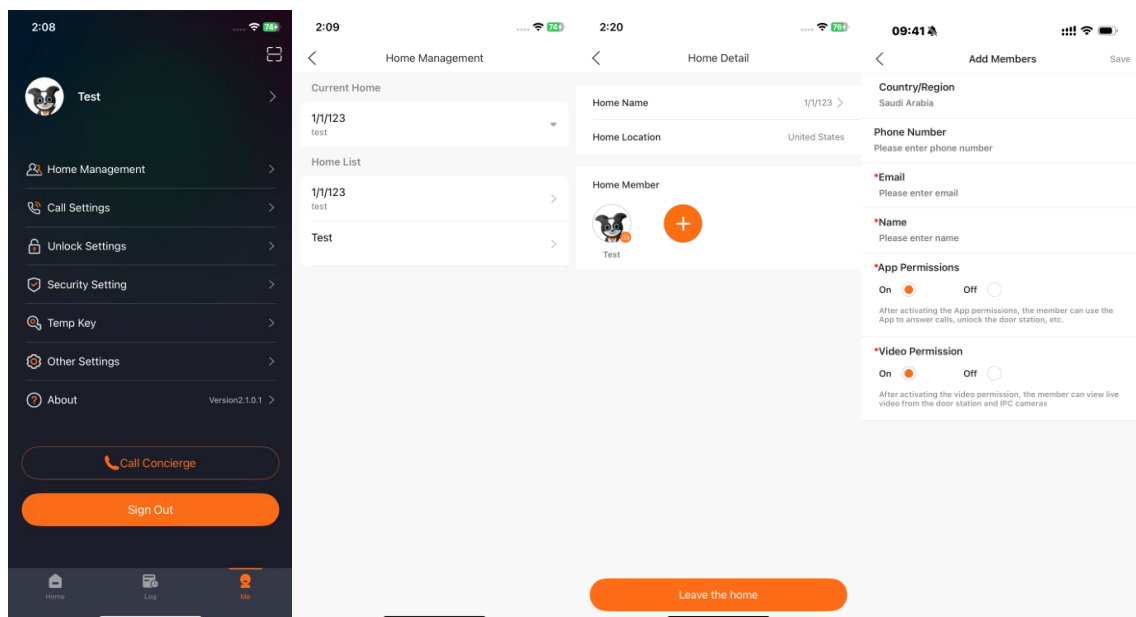 2:08
74
Test
Home Management
Call Settings
Unlock Settings
Security Setting
Temp Key
Other Settings
About
Version2.1.0.1
Call Concierge
Sign Out
Home
Log
Me
2:09
74
Home Management
Current Home
1/1/123
test
Home List
1/1/123
test
Test
2:20
76
Home Detail
Home Name
1/1/123
Home Location
United States
Home Member
Test
Leave the home
09:41
Add Members
Save
Country/Region
Saudi Arabia
Phone Number
Please enter phone number
*Email
Please enter email
*Name
Please enter name
*App Permissions
On
Off
After activating the App permissions, the member can use the
App to answer calls, unlock the door station, etc.
*Video Permission
On
Off
After activating the video permission, the member can view live
video from the door station and IPC cameras